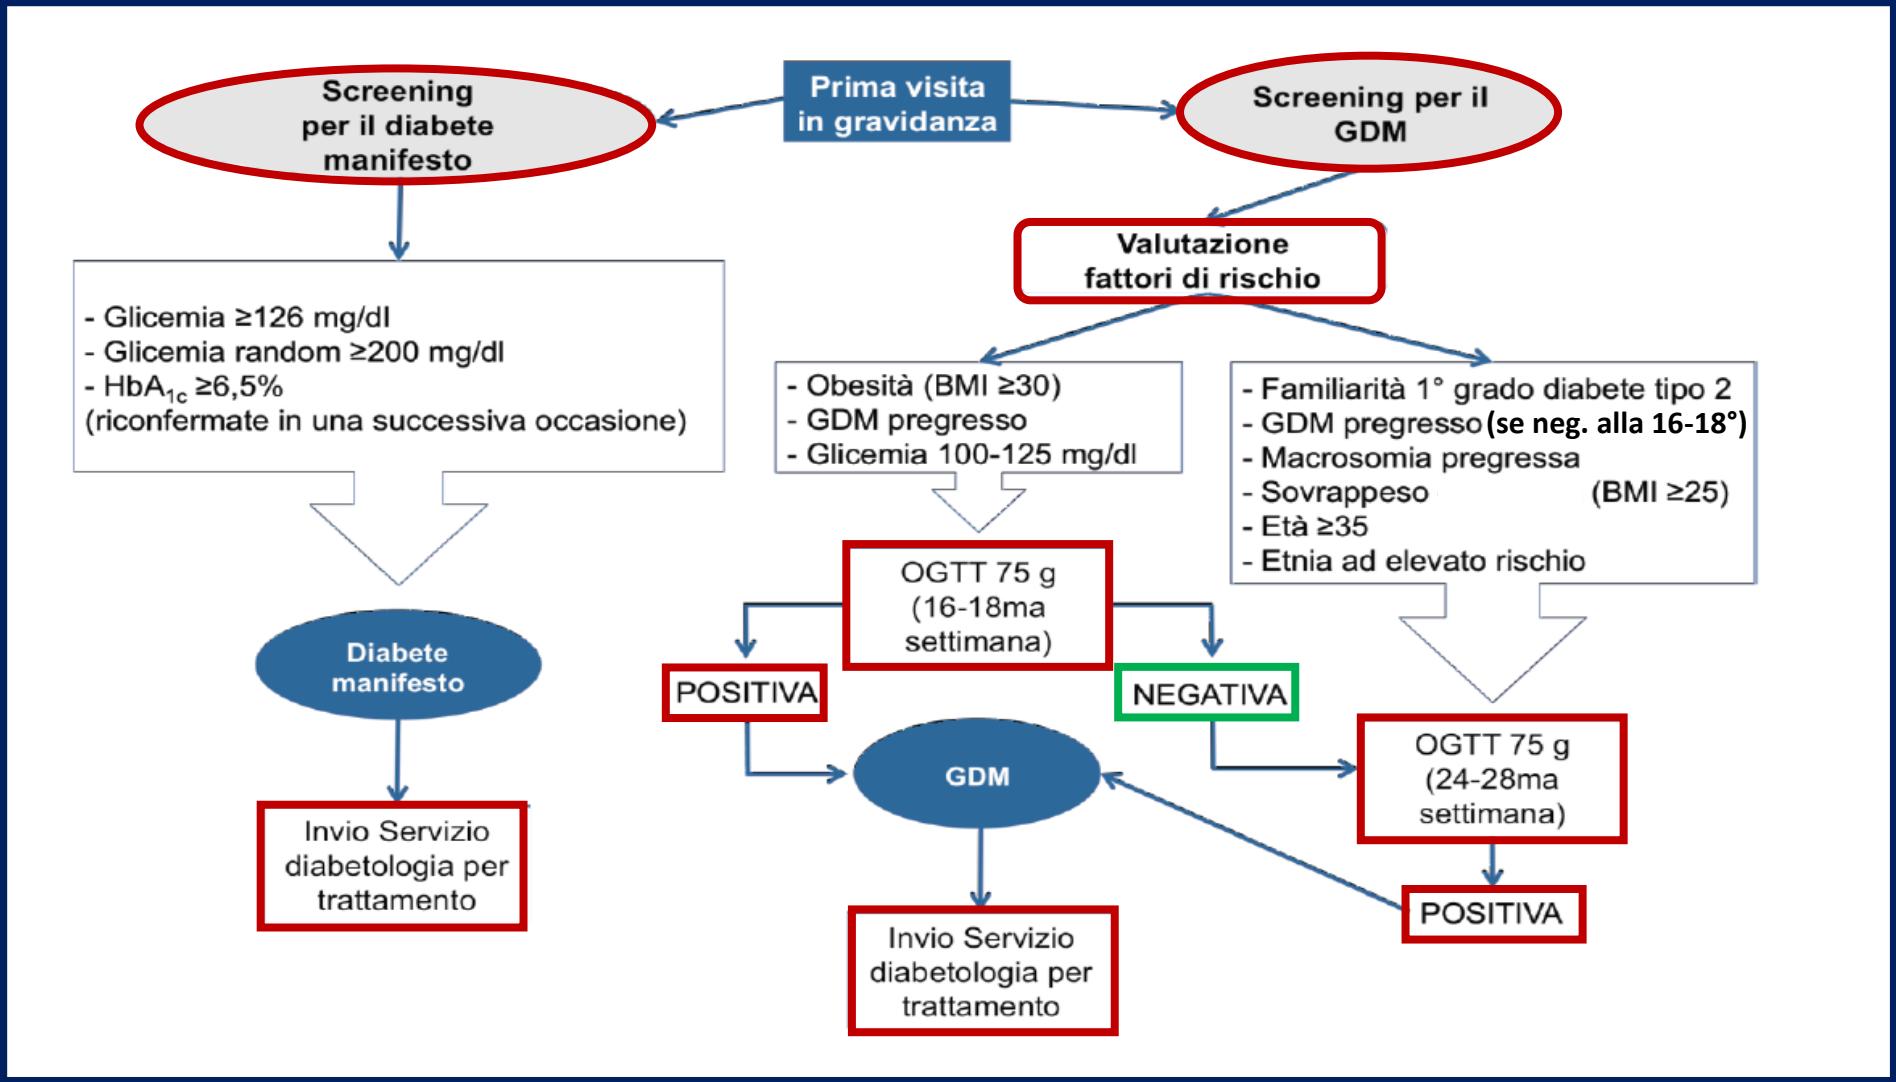 Prima visita
in gravidanza
Screening
per il diabete
manifesto
Screening per il
GDM
Valutazione
fattori di rischio
- Glicemia ≥126 mg/dl
- Glicemia random ≥200 mg/dl
- HbA1c ≥6,5%
(riconfermate in una successiva occasione)
- Obesità (BMI ≥30)
- GDM pregresso
- Glicemia 100-125 mg/dl
- Familiarità 1° grado diabete tipo 2
- GDM pregresso (se neg. alla 16-18°)
- Macrosomia pregressa
- Sovrappeso (BMI ≥25)
- Età ≥35
- Etnia ad elevato rischio
OGTT 75 g
(16-18ma
settimana)
Diabete
manifesto
POSITIVA
NEGATIVA
OGTT 75 g
(24-28ma
settimana)
GDM
Invio Servizio
diabetologia per
trattamento
POSITIVA
Invio Servizio
diabetologia per
trattamento